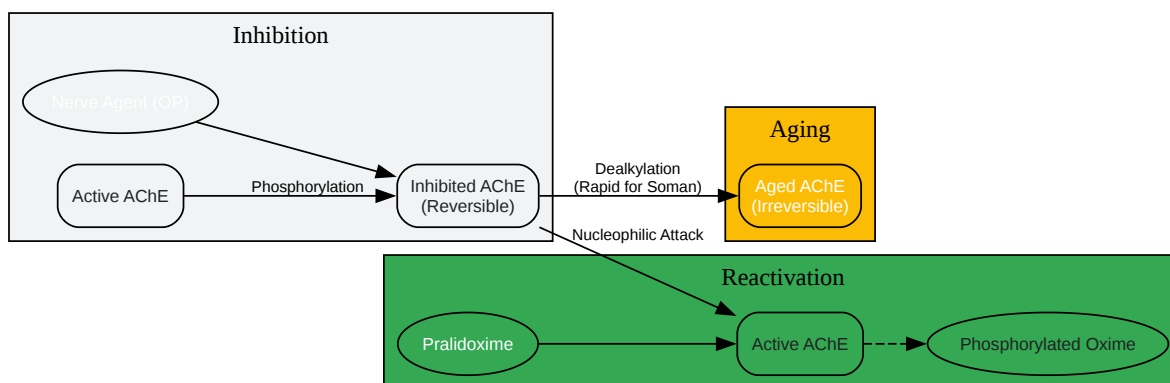 Inhibition
Nerve Agent (OP)
Active AChE
Phosphorylation
Inhibited AChE
(Reversible)
Dealkylation
(Rapid for Soman)
Aging
Aged AChE
(Irreversible)
Nucleophilic Attack
Reactivation
Pralidoxime
Active AChE
Phosphorylated Oxime